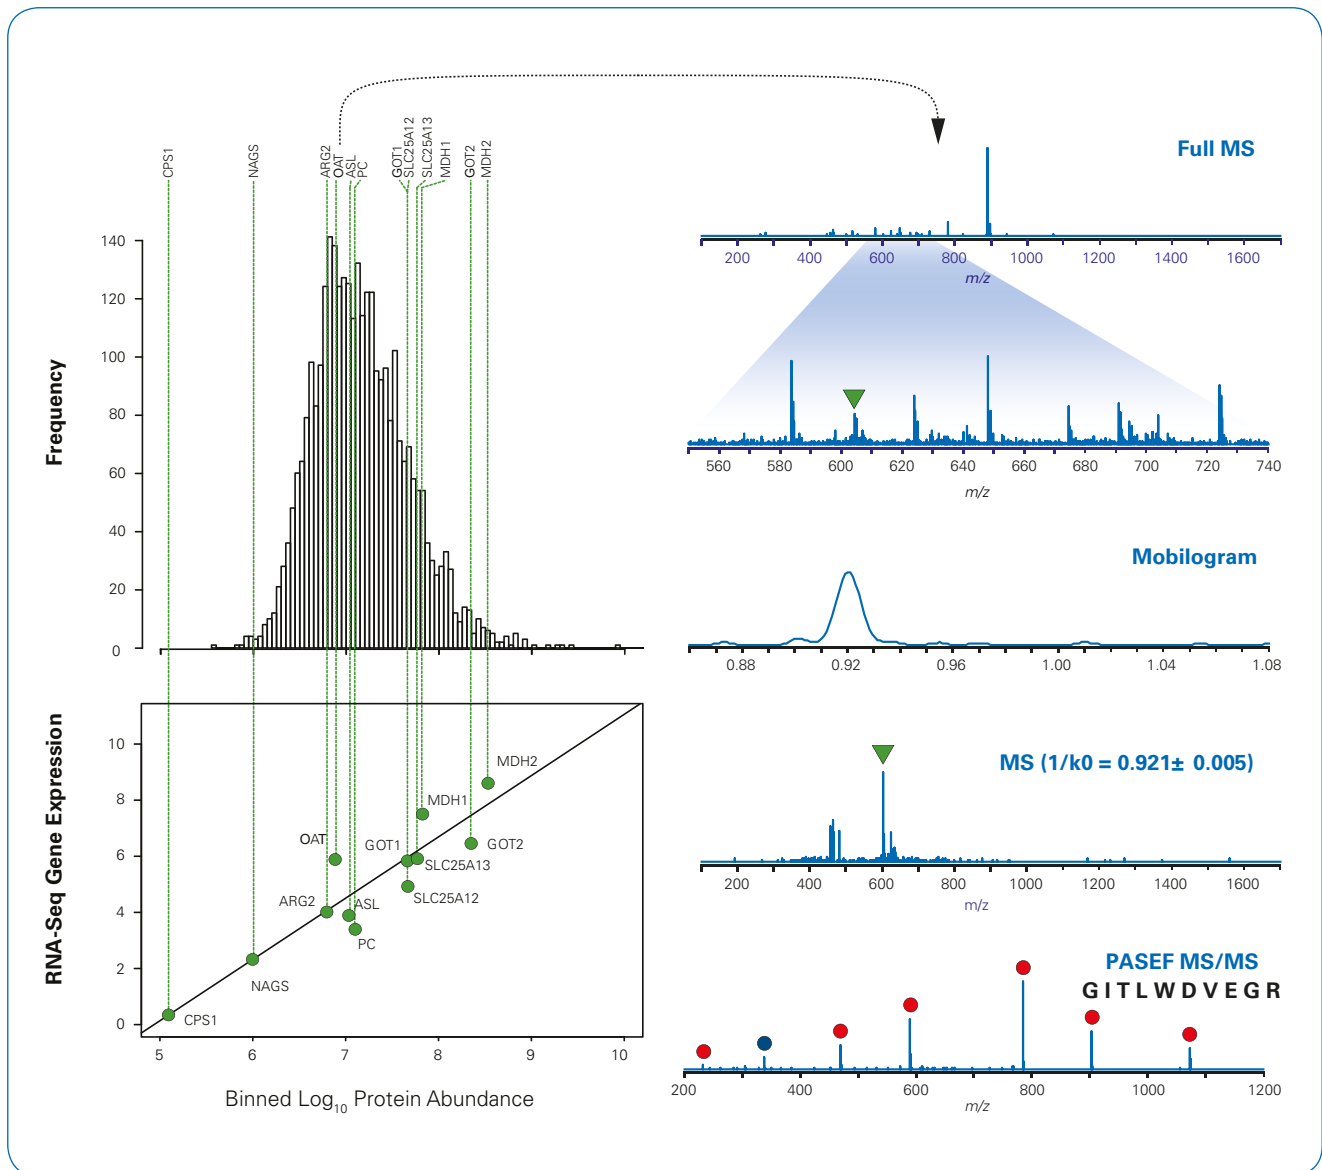 CPS1
NAGS
ARG2
OAT
ASL
PC
GOT1
SLC25A12
SLC25A13
MDH1
GOT2
MDH2
Frequency
140
120
100
80
60
40
20
0
RNA-Seq Gene Expression
10
8
6
4
2
0
MDH2
MDH1
OAT
GOT1
GOT2
SLC25A13
SLC25A12
ARG2
ASL
PC
NAGS
CPS1
5 6 7 8 9 10
Binned Log10 Protein Abundance
Full MS
200 400 600 800 1000 1200 1400 1600
m/z
560 580 600 620 640 660 680 700 720 740
m/z
Mobilogram
0.88 0.92 0.96 1.00 1.04 1.08
MS (1/k0 = 0.921± 0.005)
200 400 600 800 1000 1200 1400 1600
m/z
PASEF MS/MS
G I T L W D V E G R
200 400 600 800 1000 1200
m/z